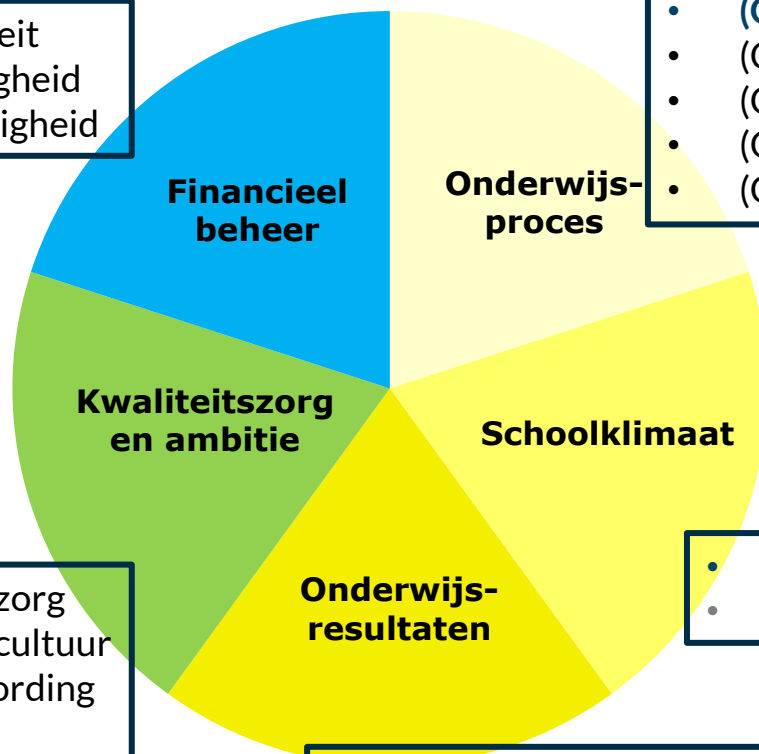 eit
gheid
igheid
• (O
• (O
• (O
• (O
• (O
Financieel
beheer
Onderwijs-
proces
Kwaliteitszorg
en ambitie
Schoolklimaat
Onderwijs-
resultaten
zorg
cultuur
ording
•
•